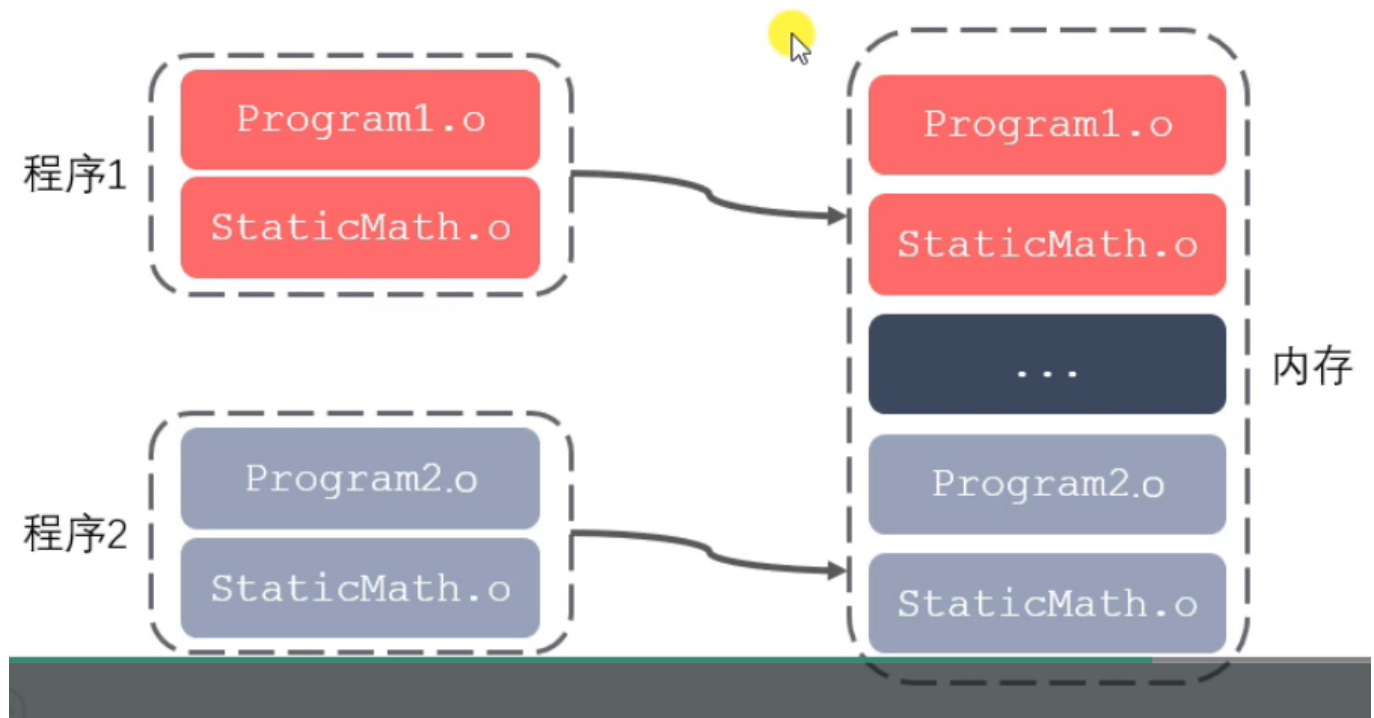 程序1
Program1.o
StaticMath.o
程序2
Program2.o
StaticMath.o
Program1.o
StaticMath.o
...
Program2.o
StaticMath.o
内存